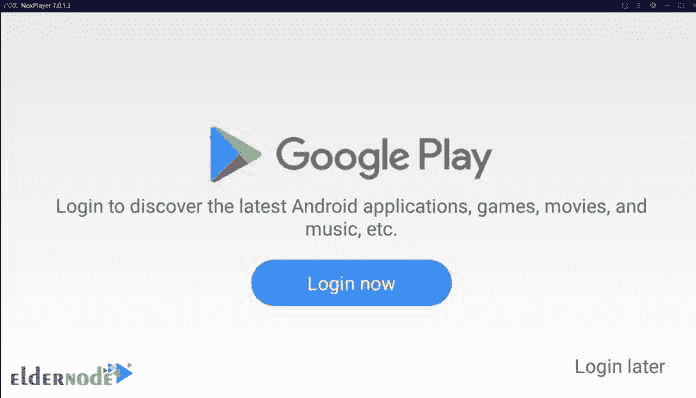 NoxPlayer 7.0.1.3
Google Play
Login to discover the latest Android applications, games, movies, and
music, etc.
Login now
Login later
ELDERNODE